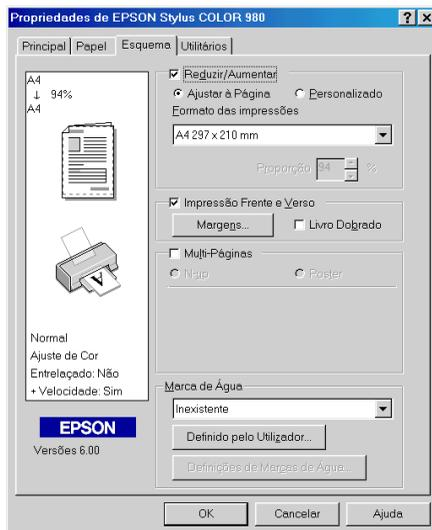 Propriedades de EPSON Stylus COLOR 980
Principal Papel Esquema Utilitários
A4
↓ 94%
A4
Normal
Ajuste de Cor
Entrelaçado: Não
+ Velocidade: Sim
EPSON
Versões 6.00
Reduzir/Aumentar
Ajustar à Página Personalizado
Formato das impressões
A4 297 x 210 mm
Proporção 94 %
Impressão Frente e Verso
Margens... Livro Dobrado
Multi-Páginas
N-up Poster
Marca de Água
Inexistente
Definido pelo Utilizador...
Definições de Marcas de Água...
OK Cancelar Ajuda